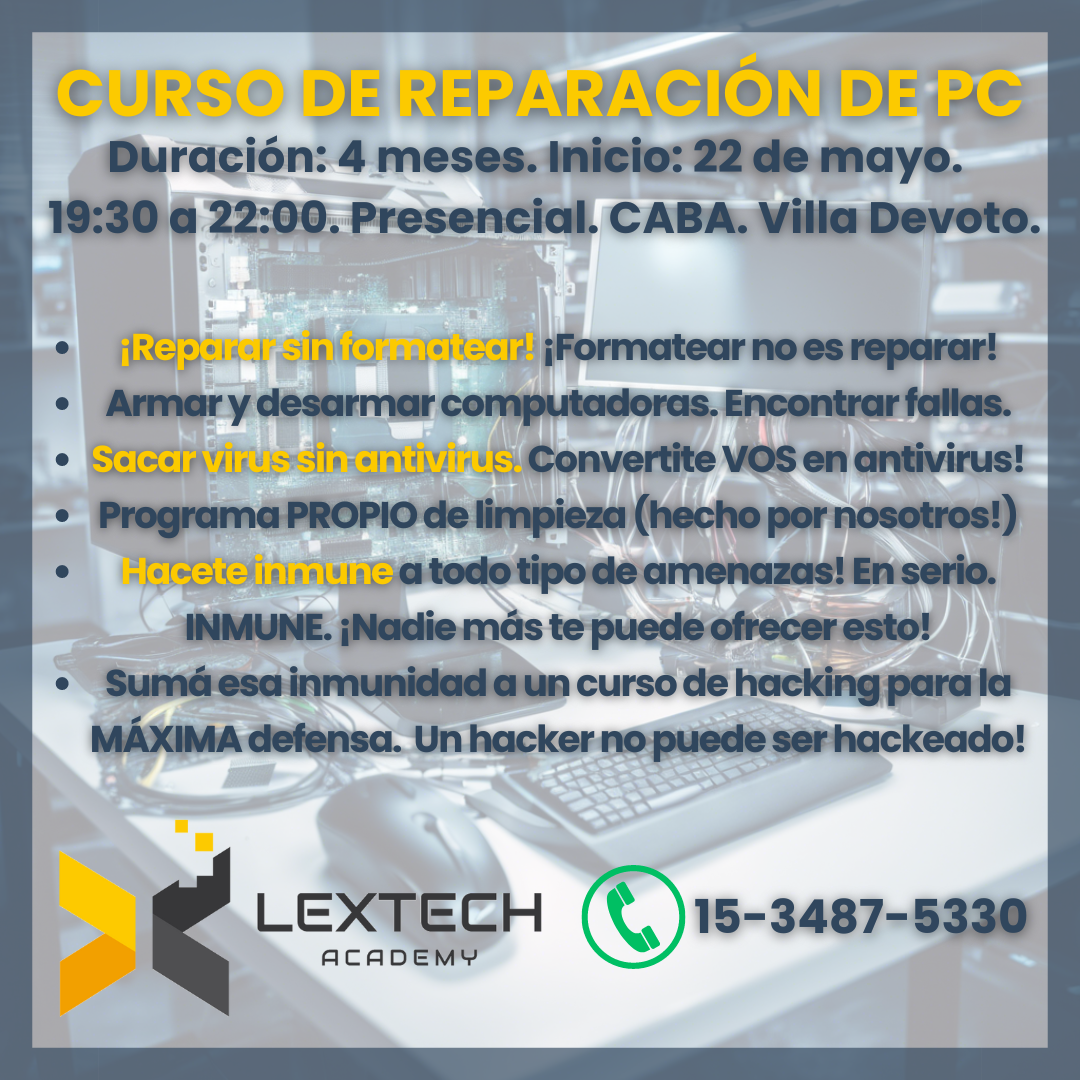 CURSO DE REPARACIÓN DE PC
Duración: 4 meses. Inicio: 22 de mayo.
19:30 a 22:00. Presencial. CABA. Villa Devoto.
• ¡Reparar sin formatear! ¡Formatear no es reparar!
• Armar y desarmar computadoras. Encontrar fallas.
• Sacar virus sin antivirus. Convertite VOS en antivirus!
• Programa PROPIO de limpieza (hecho por nosotros!)
• Hacete inmune a todo tipo de amenazas! En serio.
INMUNE. ¡Nadie más te puede ofrecer esto!
• Sumá esa inmunidad a un curso de hacking para la
MÁXIMA defensa. Un hacker no puede ser hackeado!
LEXTECH
ACADEMY
15-3487-5330